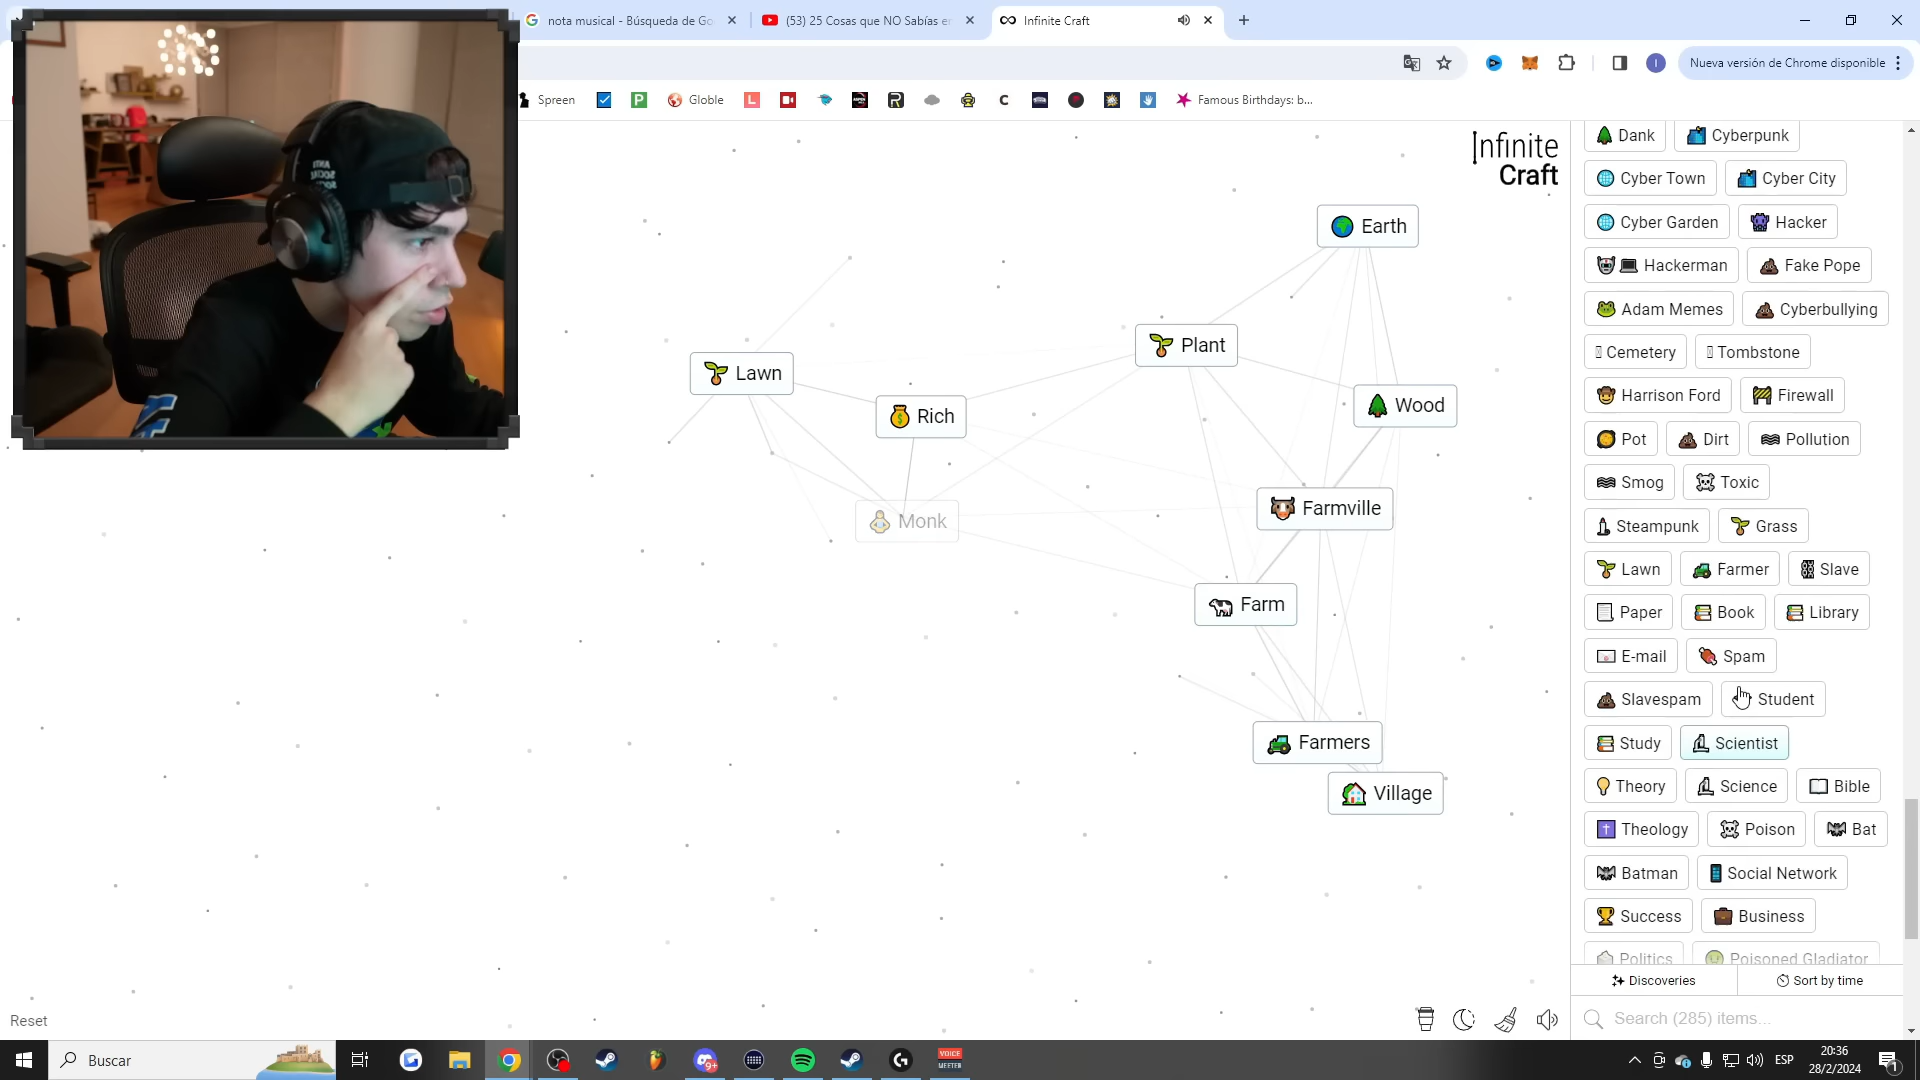 nota musical - Búsqueda de Go
(53) 25 Cosas que NO Sabías en
Infinite Craft
Nueva versión de Chrome disponible
Spreen
Globle
Famous Birthdays: b...
Infinite
Craft
Earth
Plant
Lawn
Wood
Rich
Farmville
Monk
Farm
Farmers
Village
Dank
Cyberpunk
Cyber Town
Cyber City
Cyber Garden
Hacker
Hackerman
Fake Pope
Adam Memes
Cyberbullying
Cemetery
Tombstone
Harrison Ford
Firewall
Pot
Dirt
Pollution
Smog
Toxic
Steampunk
Grass
Lawn
Farmer
Slave
Paper
Book
Library
E-mail
Spam
Slavespam
Student
Study
Scientist
Theory
Science
Bible
Theology
Poison
Bat
Batman
Social Network
Success
Business
Politics
Poisoned Gladiator
Discoveries
Sort by time
Search (285) items...
Reset
Buscar
9+
VOICE
MEETER
ESP
20:36
28/2/2024
1